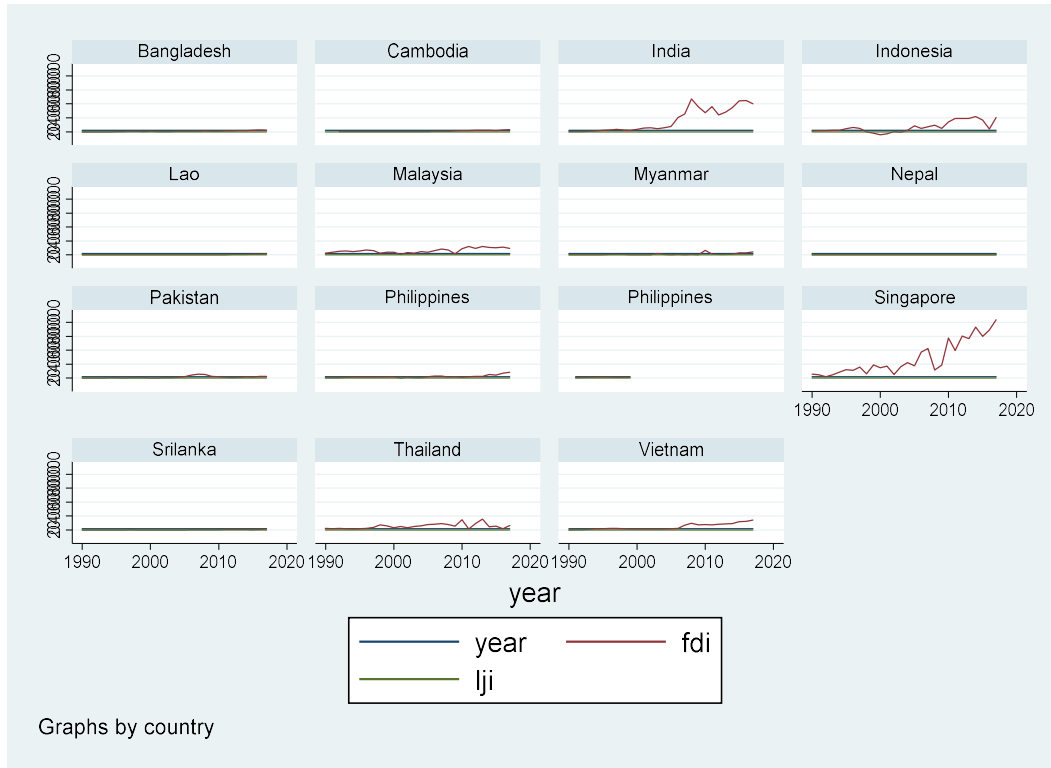 Bangladesh Cambodia India Indonesia
Lao Malaysia Myanmar Nepal
Pakistan Philippines Philippines Singapore
1990 2000 2010 2020
Srilanka Thailand Vietnam
1990 2000 2010 2020 1990 2000 2010 2020 1990 2000 2010 2020
year
year fdi
lji
Graphs by country